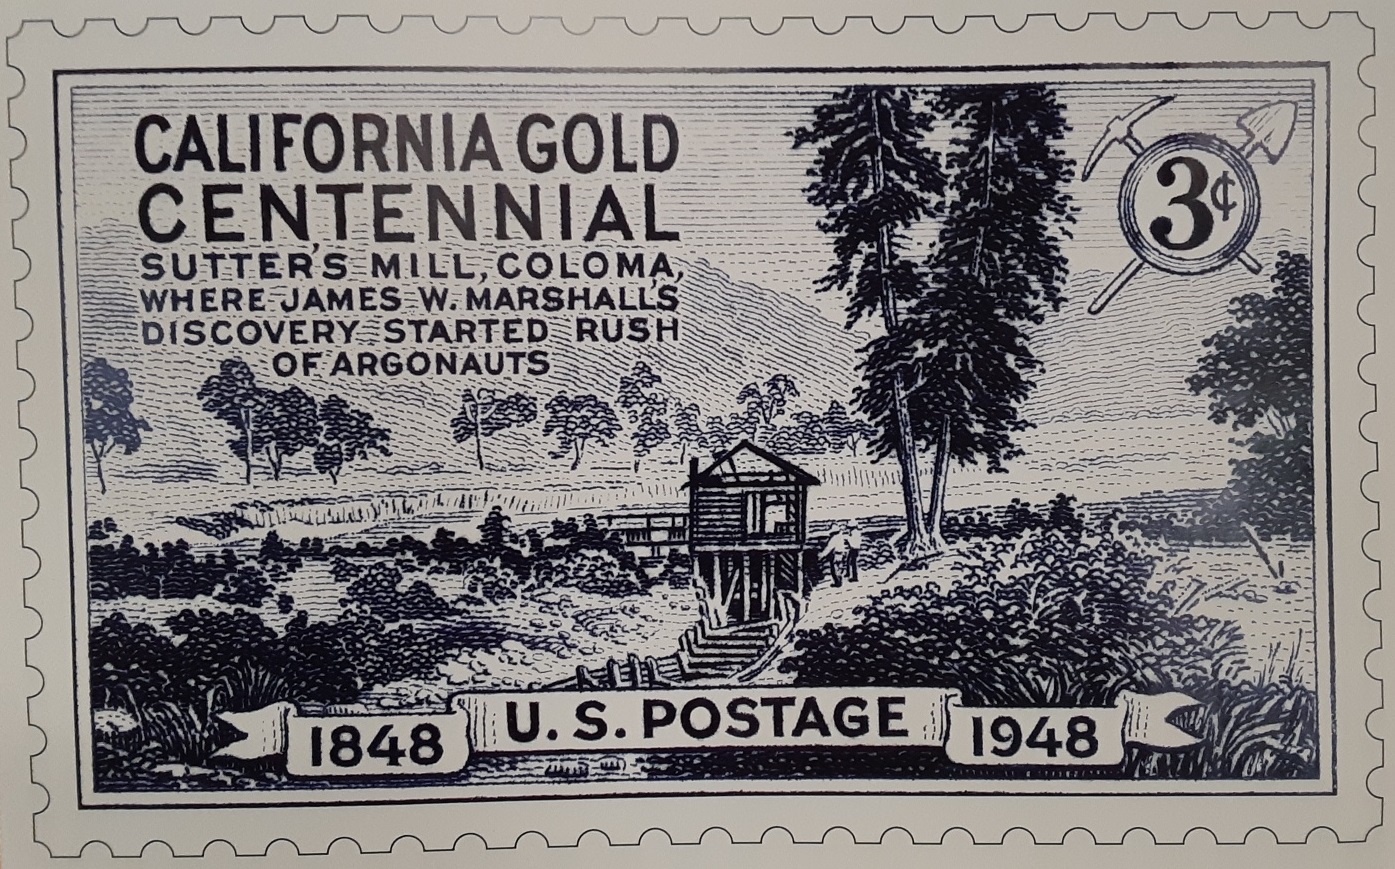 CALIFORNIA GOLD
CENTENNIAL
SUTTER'S MILL, COLOMA,
WHERE JAMES W. MARSHALL'S
DISCOVERY STARTED RUSH
OF ARGONAUTS
3¢
1848 U.S. POSTAGE 1948